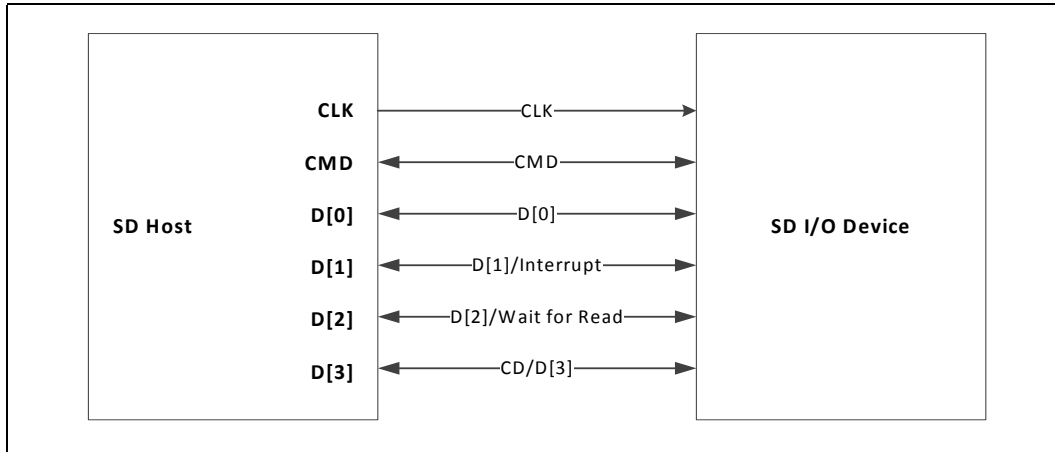 CLK
CLK
CMD
CMD
D[0]
D[0]
SD Host
SD I/O Device
D[1]
D[1]/Interrupt
D[2]
D[2]/Wait for Read
D[3]
CD/D[3]